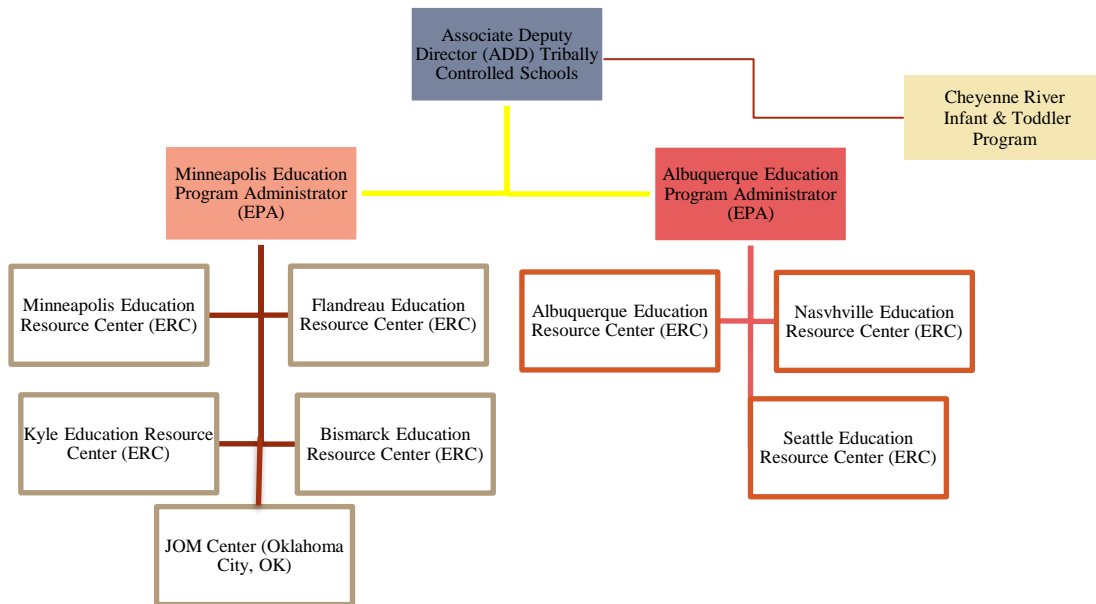 Associate Deputy
Director (ADD) Tribally
Controlled Schools
Cheyenne River
Infant & Toddler
Program
Minneapolis Education
Program Administrator
(EPA)
Albuquerque Education
Program Administrator
(EPA)
Minneapolis Education
Resource Center (ERC)
Flandreau Education
Resource Center (ERC)
Albuquerque Education
Resource Center (ERC)
Nasvhville Education
Resource Center (ERC)
Kyle Education Resource
Center (ERC)
Bismarck Education
Resource Center (ERC)
Seattle Education
Resource Center (ERC)
JOM Center (Oklahoma
City, OK)